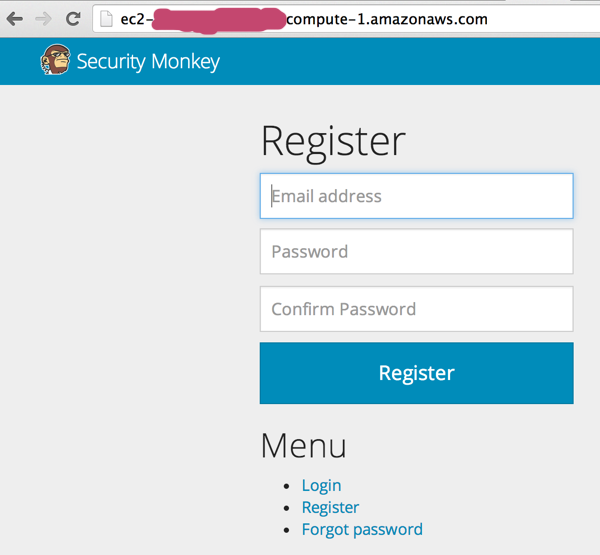 ec2-compute-1.amazonaws.com
Security Monkey
Register
Email address
Password
Confirm Password
Register
Menu
Login
Register
Forgot password